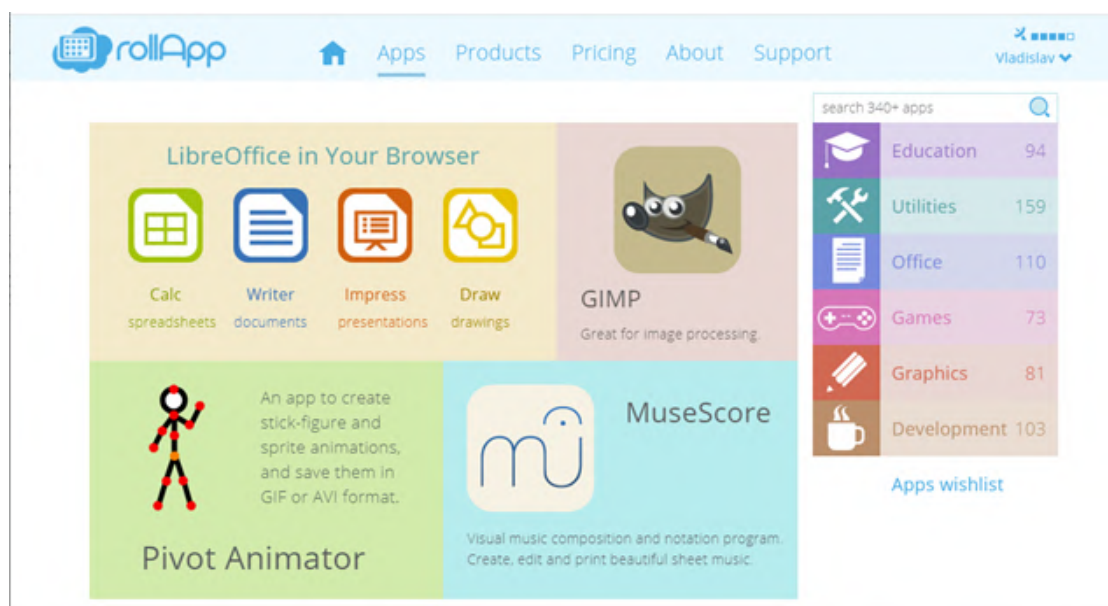 rollApp
Apps Products Pricing About Support
Vladislav
search 340+ apps
LibreOffice in Your Browser
Calc
spreadsheets
Writer
documents
Impress
presentations
Draw
drawings
GIMP
Great for image processing.
An app to create
stick-figure and
sprite animations,
and save them in
GIF or AVI format.
Pivot Animator
mu
MuseScore
Visual music composition and notation program.
Create, edit and print beautiful sheet music.
Education 94
Utilities 159
Office 110
Games 73
Graphics 81
Development 103
Apps wishlist